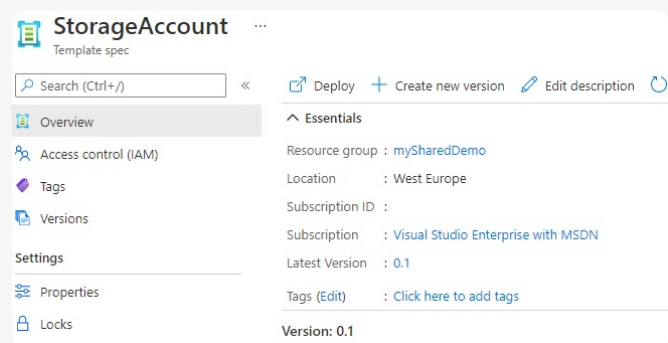 StorageAccount ...
Template spec
Search (Ctrl+/) «
Overview
Access control (IAM)
Tags
Versions
Settings
Properties
Locks
Deploy Create new version Edit description
Essentials
Resource group : mySharedDemo
Location : West Europe
Subscription ID :
Subscription : Visual Studio Enterprise with MSDN
Latest Version : 0.1
Tags (Edit) : Click here to add tags
Version: 0.1